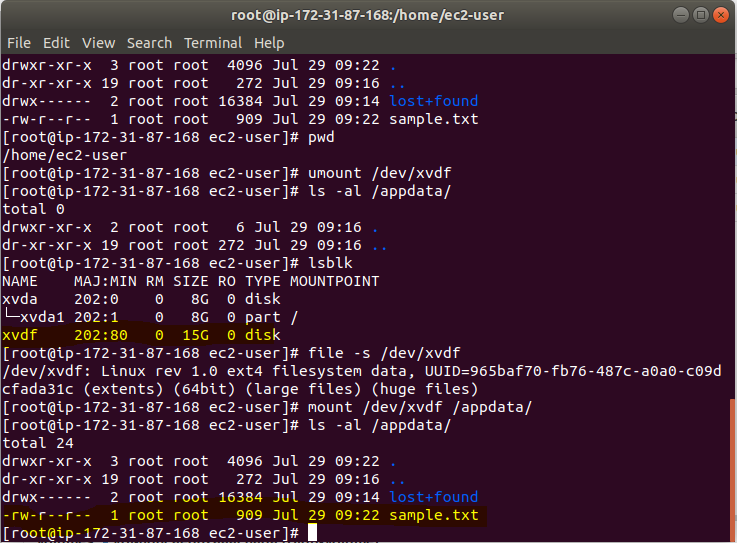 root@ip-172-31-87-168:/home/ec2-user
File Edit View Search Terminal Help
drwxr-xr-x  3 root root  4096 Jul 29 09:22 .
dr-xr-xr-x 19 root root   272 Jul 29 09:16 ..
drwx------  2 root root 16384 Jul 29 09:14 lost+found
-rw-r--r--  1 root root   909 Jul 29 09:22 sample.txt
[root@ip-172-31-87-168 ec2-user]# pwd
/home/ec2-user
[root@ip-172-31-87-168 ec2-user]# umount /dev/xvdf
[root@ip-172-31-87-168 ec2-user]# ls -al /appdata/
total 0
drwxr-xr-x  2 root root   6 Jul 29 09:16 .
dr-xr-xr-x 19 root root 272 Jul 29 09:16 ..
[root@ip-172-31-87-168 ec2-user]# lsblk
NAME    MAJ:MIN RM SIZE RO TYPE MOUNTPOINT
xvda    202:0    0   8G  0 disk
└─xvda1 202:1    0   8G  0 part /
xvdf    202:80   0  15G  0 disk
[root@ip-172-31-87-168 ec2-user]# file -s /dev/xvdf
/dev/xvdf: Linux rev 1.0 ext4 filesystem data, UUID=965baf70-fb76-487c-a0a0-c09d
cfada31c (extents) (64bit) (large files) (huge files)
[root@ip-172-31-87-168 ec2-user]# mount /dev/xvdf /appdata/
[root@ip-172-31-87-168 ec2-user]# ls -al /appdata/
total 24
drwxr-xr-x  3 root root  4096 Jul 29 09:22 .
dr-xr-xr-x 19 root root   272 Jul 29 09:16 ..
drwx------  2 root root 16384 Jul 29 09:14 lost+found
-rw-r--r--  1 root root   909 Jul 29 09:22 sample.txt
[root@ip-172-31-87-168 ec2-user]#